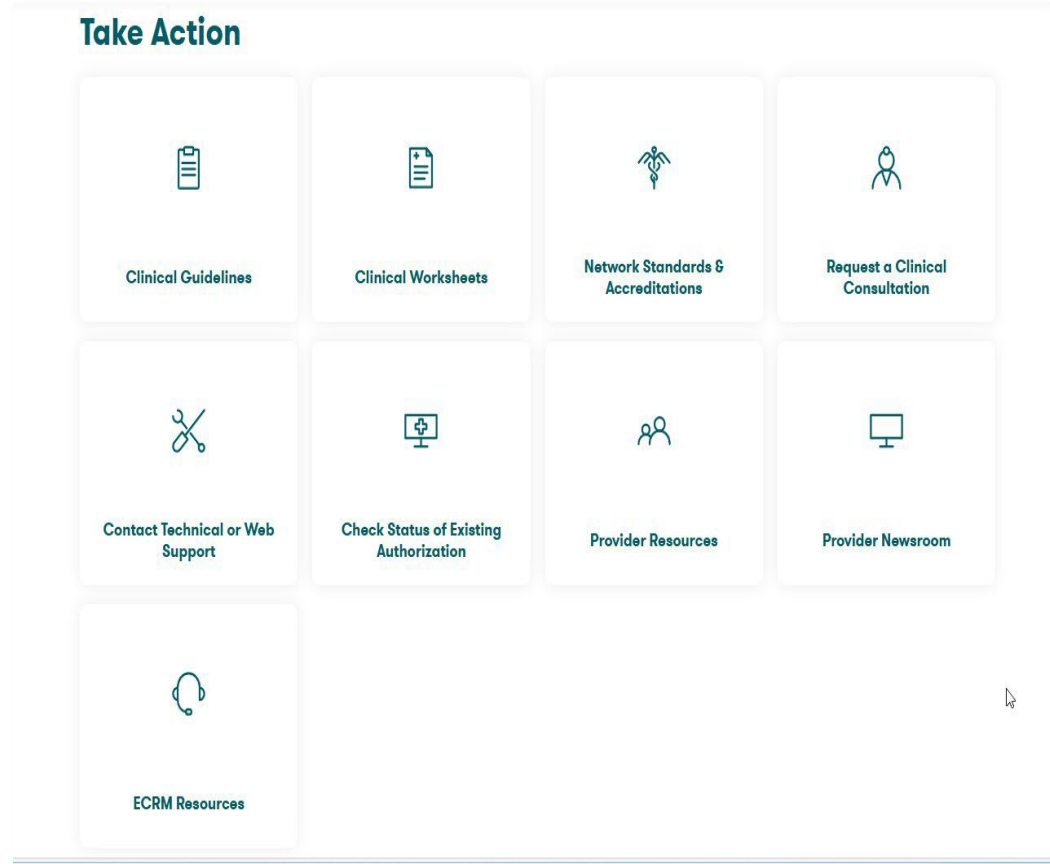 Take Action
Clinical Guidelines
Clinical Worksheets
Network Standards &
Accreditations
Request a Clinical
Consultation
Contact Technical or Web
Support
Check Status of Existing
Authorization
Provider Resources
Provider Newsroom
ECRM Resources